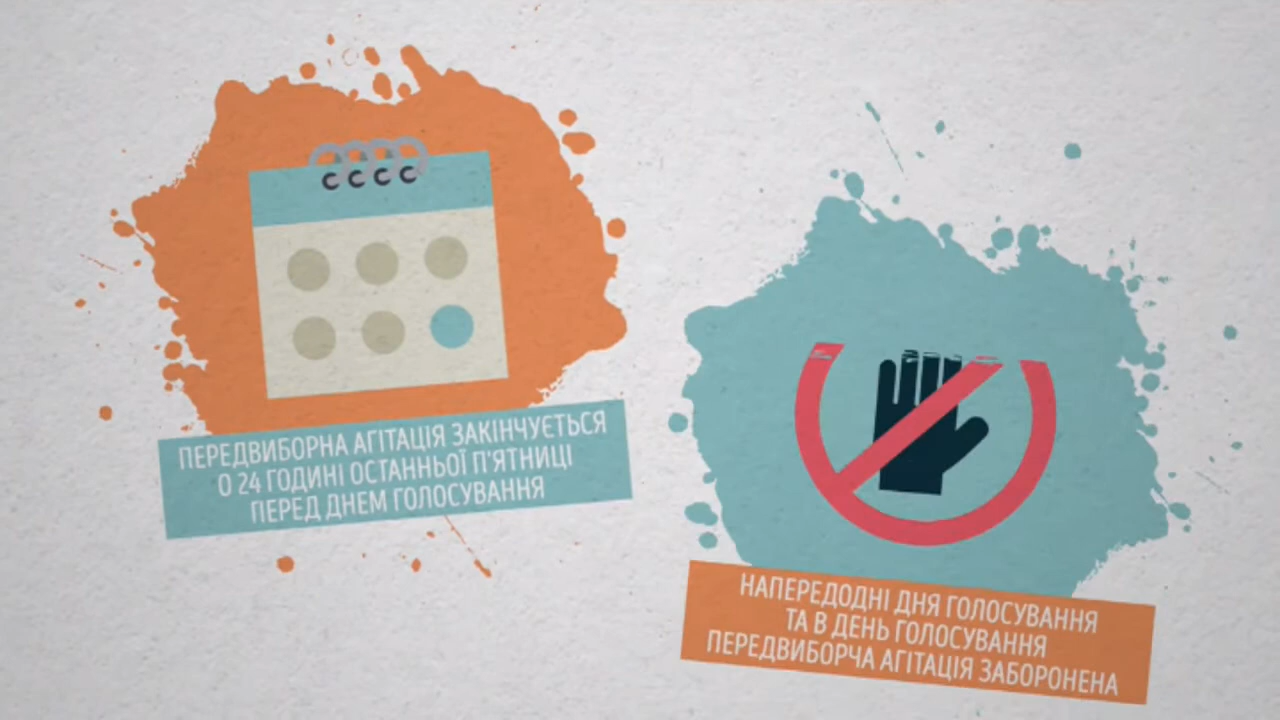 ПЕРЕДВИБОРНА АГІТАЦІЯ ЗАКІНЧУЄТЬСЯ
О 24 ГОДИНІ ОСТАННЬОЇ П'ЯТНИЦІ
ПЕРЕД ДНЕМ ГОЛОСУВАННЯ
НАПЕРЕДОДНІ ДНЯ ГОЛОСУВАННЯ
ТА В ДЕНЬ ГОЛОСУВАННЯ
ПЕРЕДВИБОРЧА АГІТАЦІЯ ЗАБОРОНЕНА